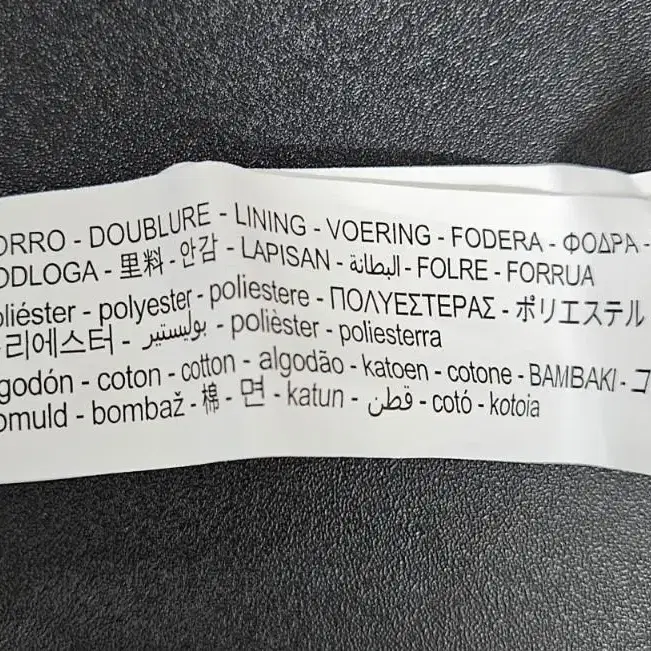 ORRO - DOUBLURE - LINING - VOERING - FODERA - ΦΟΔΡΑ -
ODLOGA - 里料 - 안감 - LAPISAN - البطانة - FOLRE - FORRUA
oliéster - polyester - poliestere - ΠΟΛΥΕΣΤΕΡΑΣ - ポリエステル
리에스터 - بوليستير - polièster - poliesterra
godón - coton - cotton - algodão - katoen - cotone - BAMBAKI - コ
omuld - bombaž - 棉 - 면 - katun - قطن - cotó - kotoia